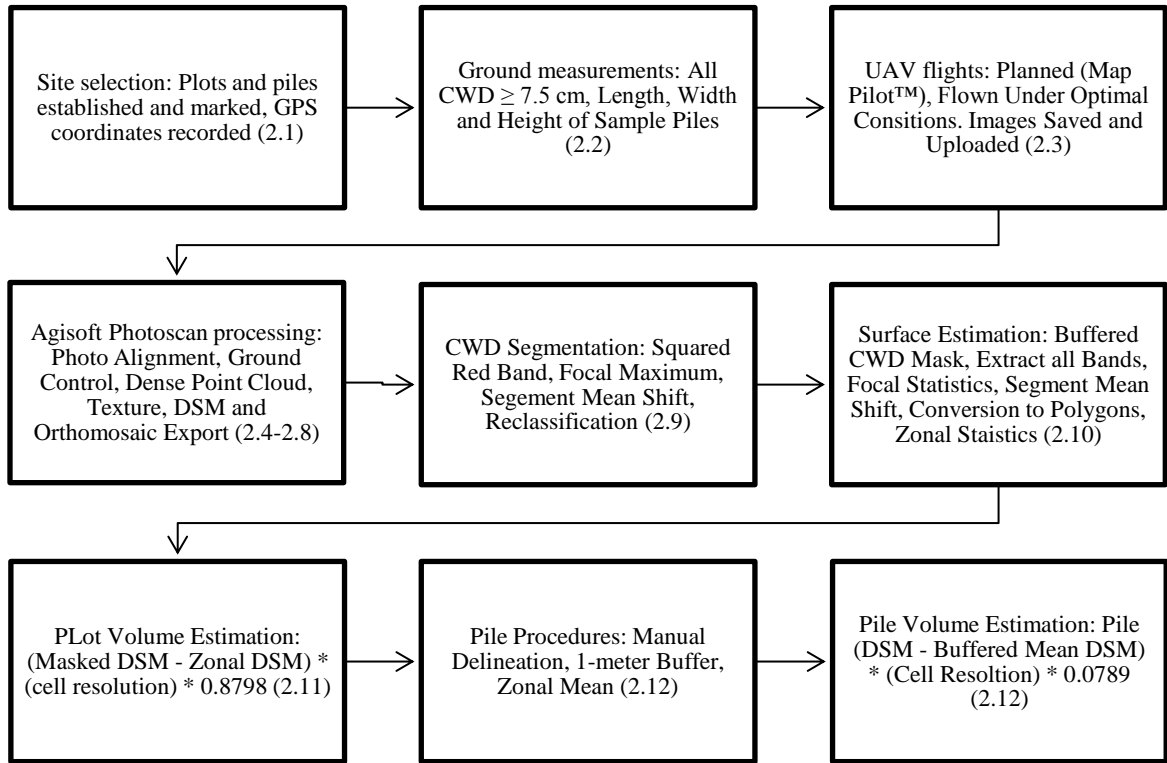 Site selection: Plots and piles
established and marked, GPS
coordinates recorded (2.1)
Ground measurements: All
CWD ≥ 7.5 cm, Length, Width
and Height of Sample Piles
(2.2)
UAV flights: Planned (Map
Pilot™), Flown Under Optimal
Consitions. Images Saved and
Uploaded (2.3)
Agisoft Photoscan processing:
Photo Alignment, Ground
Control, Dense Point Cloud,
Texture, DSM and
Orthomosaic Export (2.4-2.8)
CWD Segmentation: Squared
Red Band, Focal Maximum,
Segement Mean Shift,
Reclassification (2.9)
Surface Estimation: Buffered
CWD Mask, Extract all Bands,
Focal Statistics, Segment Mean
Shift, Conversion to Polygons,
Zonal Staistics (2.10)
PLot Volume Estimation:
(Masked DSM - Zonal DSM) *
(cell resolution) * 0.8798 (2.11)
Pile Procedures: Manual
Delineation, 1-meter Buffer,
Zonal Mean (2.12)
Pile Volume Estimation: Pile
(DSM - Buffered Mean DSM)
* (Cell Resoltion) * 0.0789
(2.12)